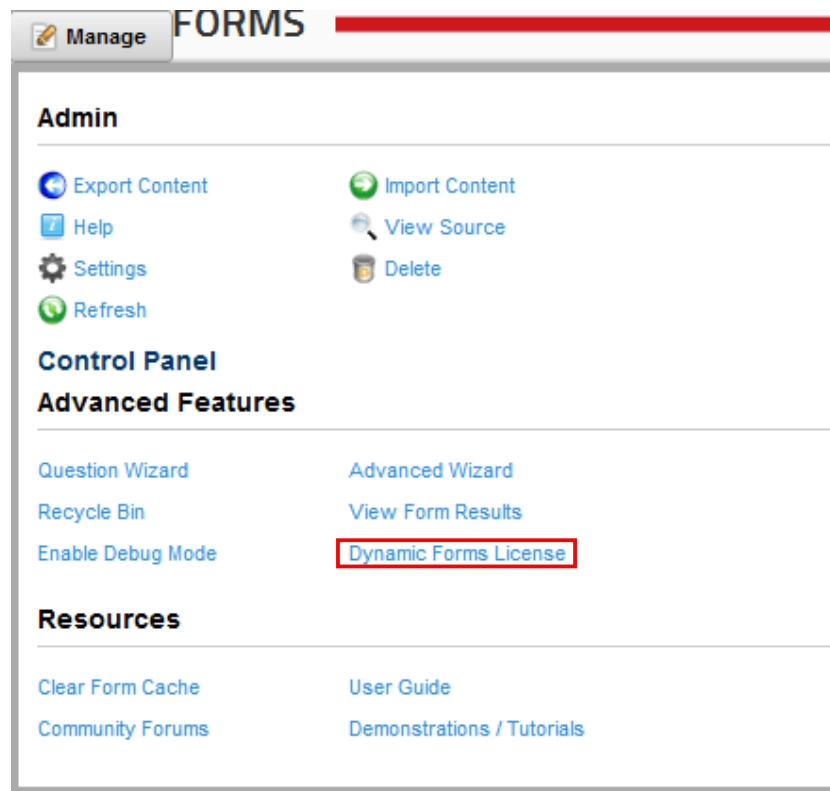 Manage
FORMS
Admin
Export Content
Import Content
Help
View Source
Settings
Delete
Refresh
Control Panel
Advanced Features
Question Wizard
Advanced Wizard
Recycle Bin
View Form Results
Enable Debug Mode
Dynamic Forms License
Resources
Clear Form Cache
User Guide
Community Forums
Demonstrations / Tutorials